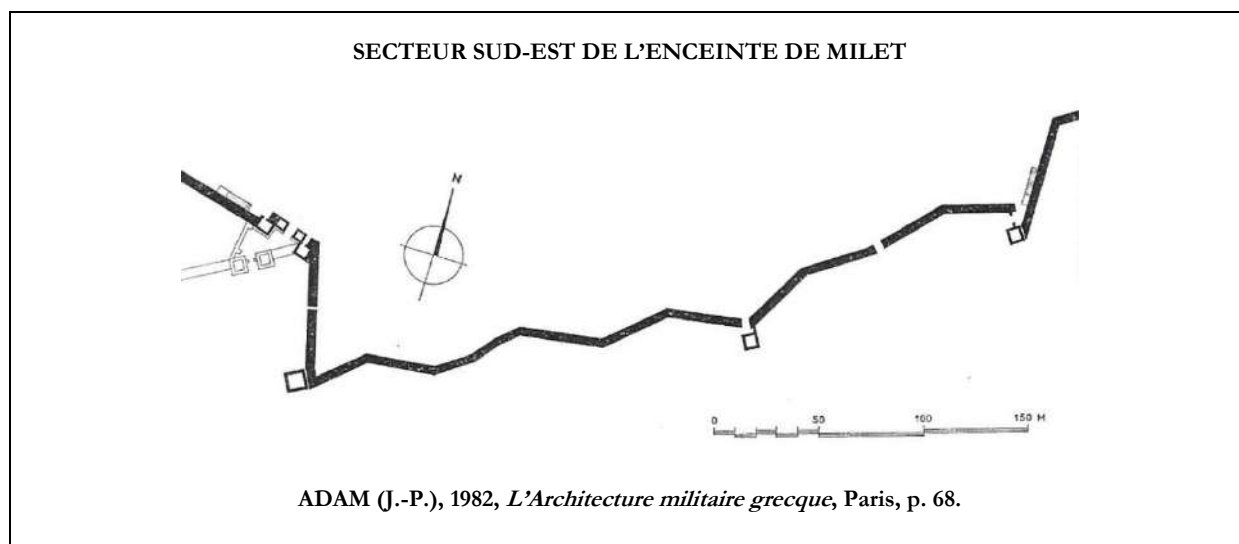 SECTEUR SUD-EST DE L'ENCEINTE DE MILET
N
0 50 100 150 M
ADAM (J.-P.), 1982, L'Architecture militaire grecque, Paris, p. 68.